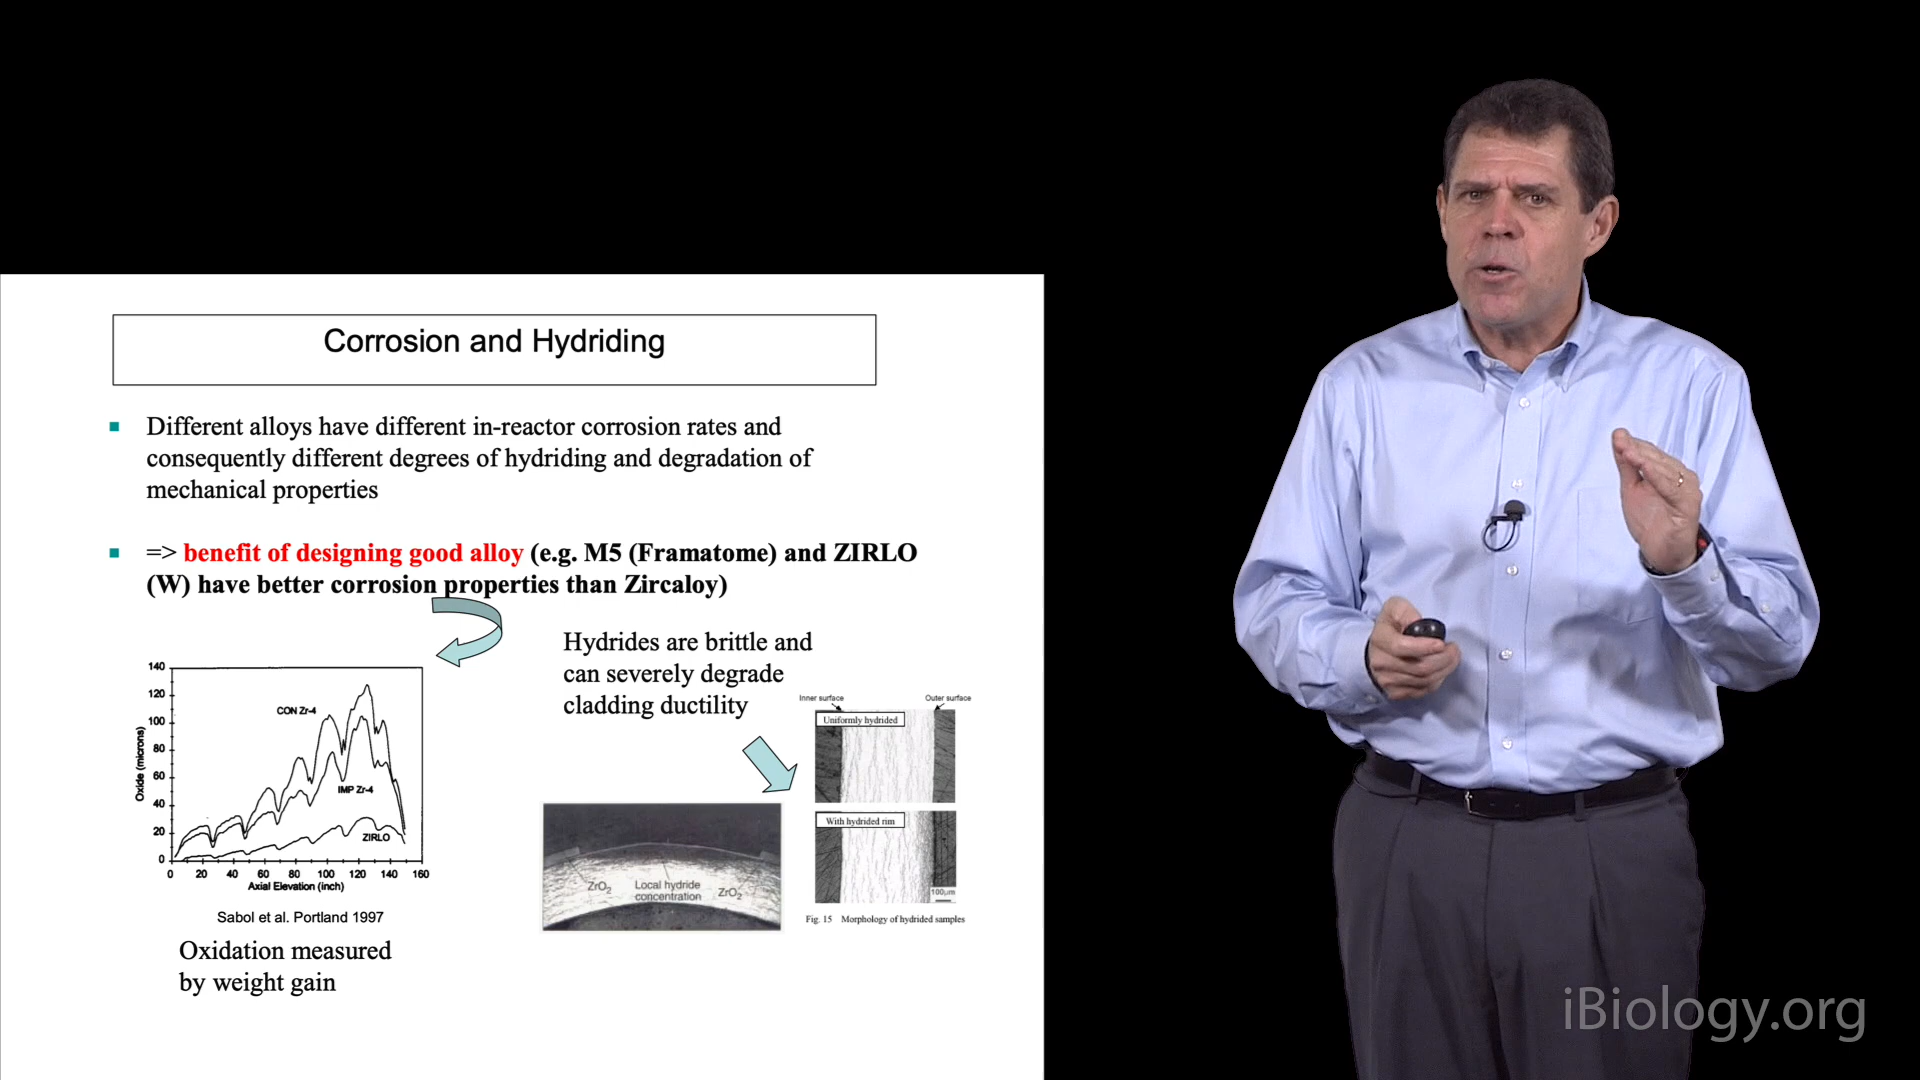 Corrosion and Hydriding
Different alloys have different in-reactor corrosion rates and
consequently different degrees of hydriding and degradation of
mechanical properties
=> benefit of designing good alloy (e.g. M5 (Framatome) and ZIRLO
(W) have better corrosion properties than Zircaloy)
Hydrides are brittle and
can severely degrade
cladding ductility
140
120
100
80
60
40
20
0
Oxide (microns)
CON Zr-4
IMP Zr-4
ZIRLO
0 20 40 60 80 100 120 140 160
Axial Elevation (inch)
Sabol et al. Portland 1997
Oxidation measured
by weight gain
ZrO2
Local hydride
concentration
ZrO2
Inner surface
Outer surface
Uniformly hydrided
With hydrided rim
100μm
Fig. 15 Morphology of hydrided samples
iBiology.org